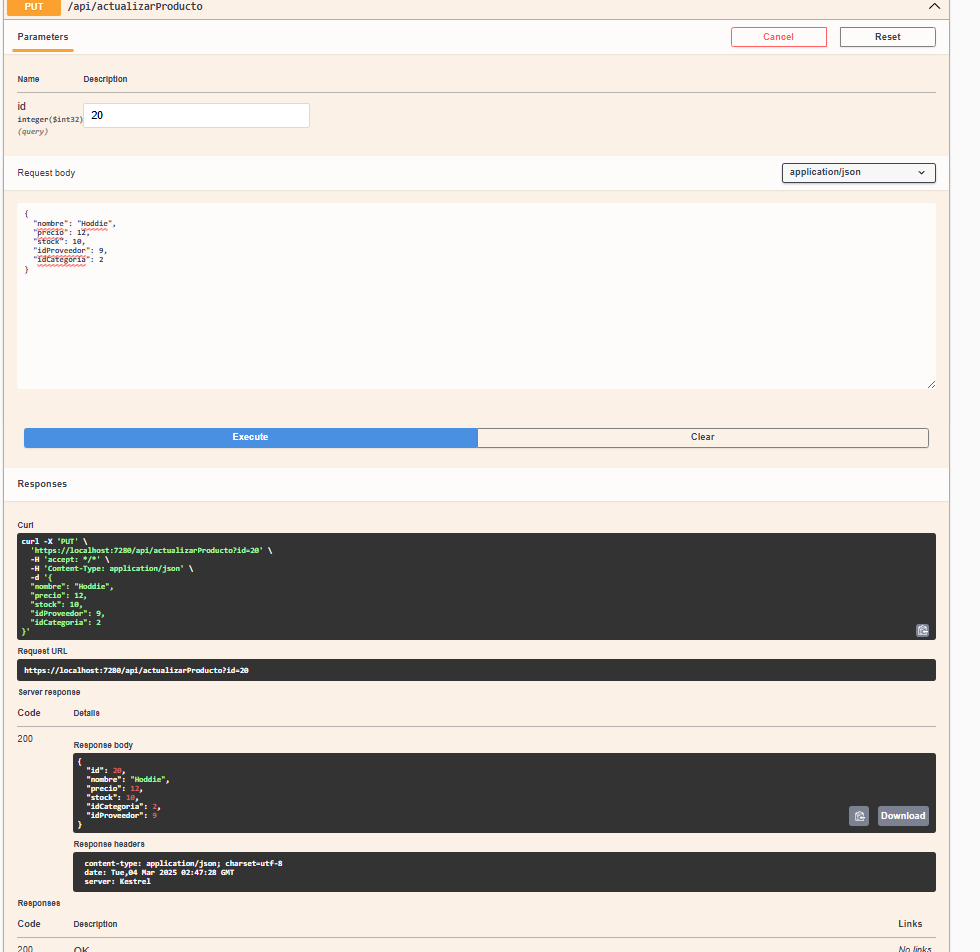 PUT /api/actualizarProducto
Parameters
Cancel
Reset
Name Description
id
integer($int32)
(query)
20
Request body
application/json
{
  "nombre": "Hoddie",
  "precio": 12,
  "stock": 10,
  "idProveedor": 9,
  "idCategoria": 2
}
Execute
Clear
Responses
Curl
curl -X 'PUT' \
  'https://localhost:7280/api/actualizarProducto?id=20' \
  -H 'accept: */*' \
  -H 'Content-Type: application/json' \
  -d '{
  "nombre": "Hoddie",
  "precio": 12,
  "stock": 10,
  "idProveedor": 9,
  "idCategoria": 2
}'
Request URL
https://localhost:7280/api/actualizarProducto?id=20
Server response
Code Details
200
Response body
{
  "id": 20,
  "nombre": "Hoddie",
  "precio": 12,
  "stock": 10,
  "idCategoria": 2,
  "idProveedor": 9
}
Download
Response headers
content-type: application/json; charset=utf-8
date: Tue,04 Mar 2025 02:47:28 GMT
server: Kestrel
Responses
Code Description Links
200 OK No links